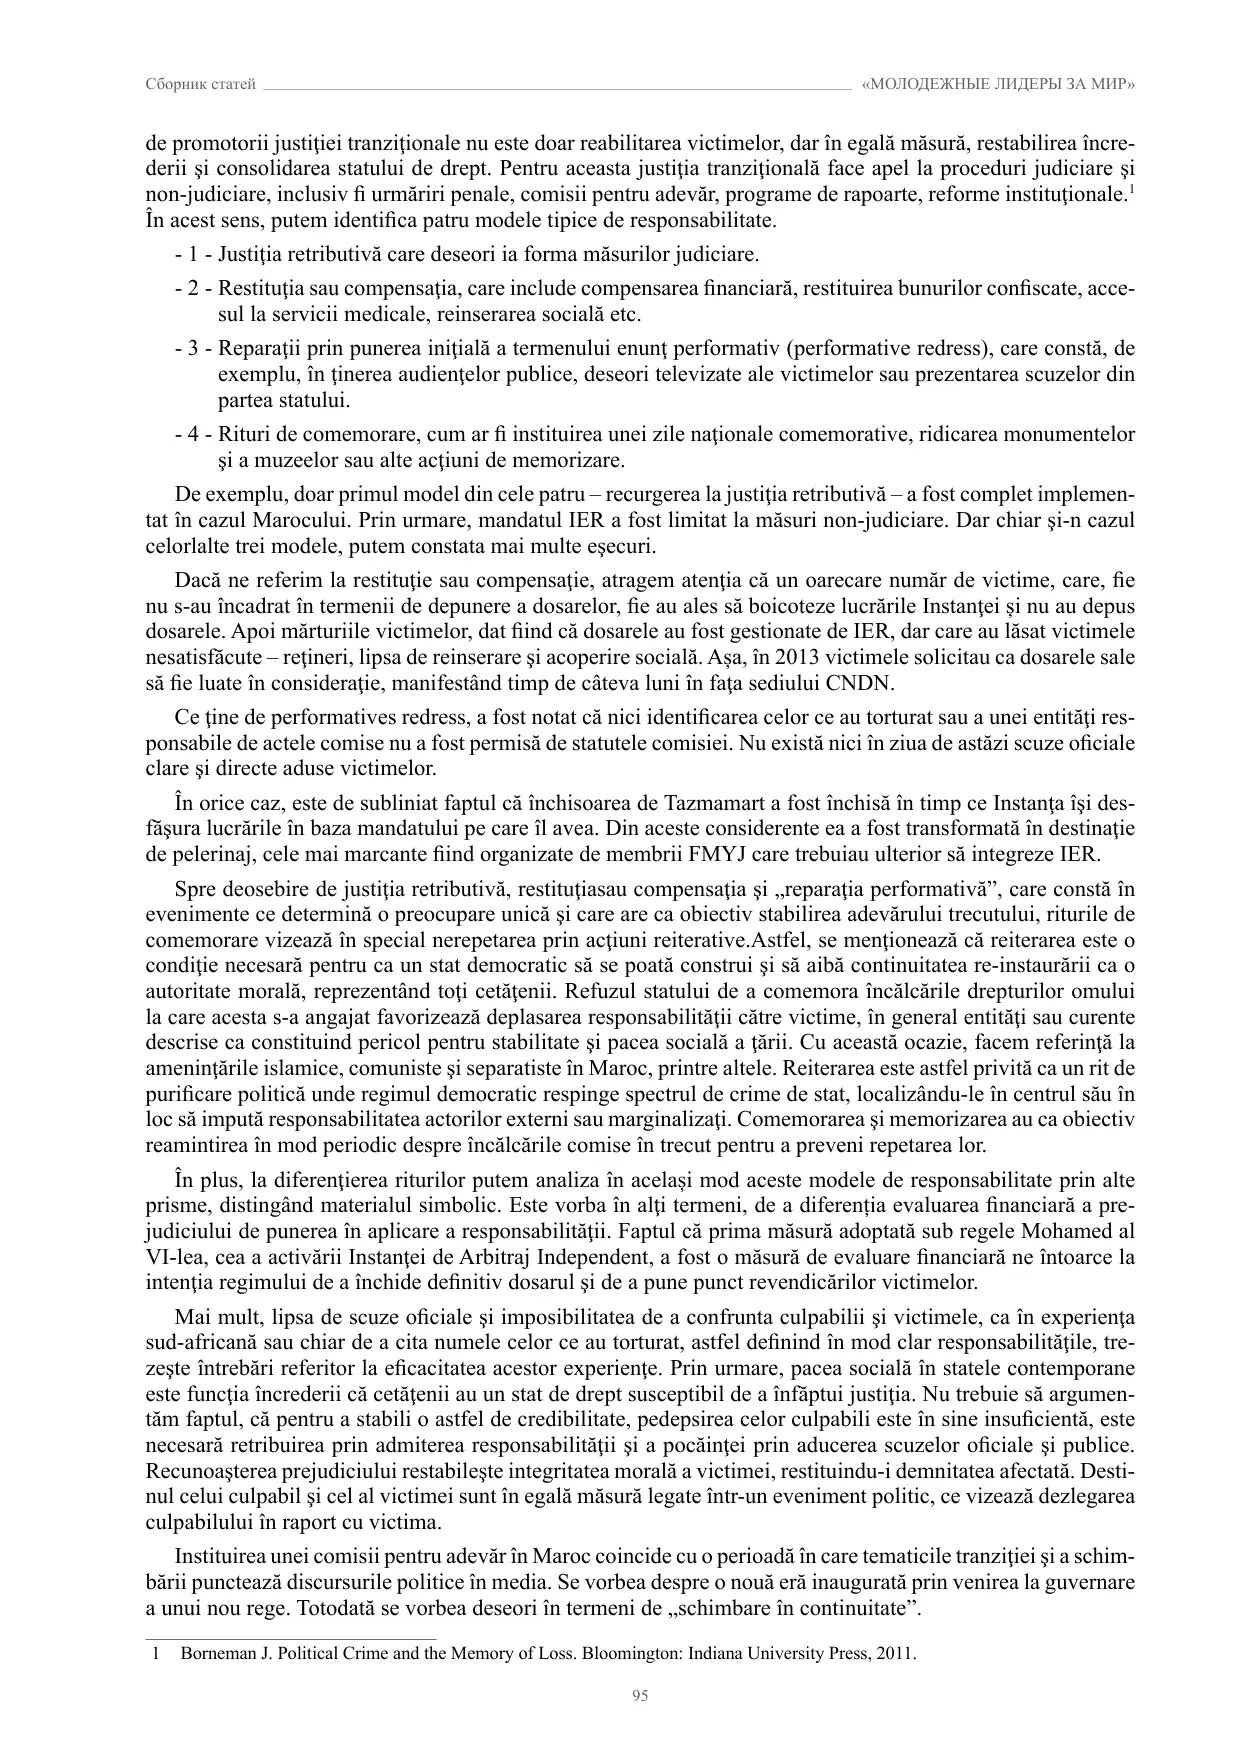 Сборник статей «МОЛОДЕЖНЫЕ ЛИДЕРЫ ЗА МИР»
de promotorii justiţiei tranziţionale nu este doar reabilitarea victimelor, dar în egală măsură, restabilirea încre-
derii şi consolidarea statului de drept. Pentru aceasta justiţia tranziţională face apel la proceduri judiciare şi
non-judiciare, inclusiv fi urmăriri penale, comisii pentru adevăr, programe de rapoarte, reforme instituţionale.1
În acest sens, putem identifica patru modele tipice de responsabilitate.
- 1 - Justiţia retributivă care deseori ia forma măsurilor judiciare.
- 2 - Restituţia sau compensaţia, care include compensarea financiară, restituirea bunurilor confiscate, acce-
sul la servicii medicale, reinserarea socială etc.
- 3 - Reparaţii prin punerea iniţială a termenului enunţ performativ (performative redress), care constă, de
exemplu, în ţinerea audienţelor publice, deseori televizate ale victimelor sau prezentarea scuzelor din
partea statului.
- 4 - Rituri de comemorare, cum ar fi instituirea unei zile naţionale comemorative, ridicarea monumentelor
şi a muzeelor sau alte acţiuni de memorizare.
De exemplu, doar primul model din cele patru – recurgerea la justiţia retributivă – a fost complet implemen-
tat în cazul Marocului. Prin urmare, mandatul IER a fost limitat la măsuri non-judiciare. Dar chiar şi-n cazul
celorlalte trei modele, putem constata mai multe eşecuri.
Dacă ne referim la restituţie sau compensaţie, atragem atenţia că un oarecare număr de victime, care, fie
nu s-au încadrat în termenii de depunere a dosarelor, fie au ales să boicoteze lucrările Instanţei și nu au depus
dosarele. Apoi mărturiile victimelor, dat fiind că dosarele au fost gestionate de IER, dar care au lăsat victimele
nesatisfăcute – reţineri, lipsa de reinserare şi acoperire socială. Așa, în 2013 victimele solicitau ca dosarele sale
să fie luate în consideraţie, manifestând timp de câteva luni în faţa sediului CNDN.
Ce ţine de performatives redress, a fost notat că nici identificarea celor ce au torturat sau a unei entităţi res-
ponsabile de actele comise nu a fost permisă de statutele comisiei. Nu există nici în ziua de astăzi scuze oficiale
clare şi directe aduse victimelor.
În orice caz, este de subliniat faptul că închisoarea de Tazmamart a fost închisă în timp ce Instanţa îşi des-
făşura lucrările în baza mandatului pe care îl avea. Din aceste considerente ea a fost transformată în destinaţie
de pelerinaj, cele mai marcante fiind organizate de membrii FMYJ care trebuiau ulterior să integreze IER.
Spre deosebire de justiţia retributivă, restituţiasau compensaţia şi „reparaţia performativă”, care constă în
evenimente ce determină o preocupare unică şi care are ca obiectiv stabilirea adevărului trecutului, riturile de
comemorare vizează în special nerepetarea prin acţiuni reiterative.Astfel, se menţionează că reiterarea este o
condiţie necesară pentru ca un stat democratic să se poată construi şi să aibă continuitatea re-instaurării ca o
autoritate morală, reprezentând toţi cetăţenii. Refuzul statului de a comemora încălcările drepturilor omului
la care acesta s-a angajat favorizează deplasarea responsabilităţii către victime, în general entităţi sau curente
descrise ca constituind pericol pentru stabilitate şi pacea socială a ţării. Cu această ocazie, facem referinţă la
ameninţările islamice, comuniste şi separatiste în Maroc, printre altele. Reiterarea este astfel privită ca un rit de
purificare politică unde regimul democratic respinge spectrul de crime de stat, localizându-le în centrul său în
loc să impută responsabilitatea actorilor externi sau marginalizaţi. Comemorarea şi memorizarea au ca obiectiv
reamintirea în mod periodic despre încălcările comise în trecut pentru a preveni repetarea lor.
În plus, la diferenţierea riturilor putem analiza în același mod aceste modele de responsabilitate prin alte
prisme, distingând materialul simbolic. Este vorba în alţi termeni, de a diferenția evaluarea financiară a pre-
judiciului de punerea în aplicare a responsabilităţii. Faptul că prima măsură adoptată sub regele Mohamed al
VI-lea, cea a activării Instanţei de Arbitraj Independent, a fost o măsură de evaluare financiară ne întoarce la
intenţia regimului de a închide definitiv dosarul şi de a pune punct revendicărilor victimelor.
Mai mult, lipsa de scuze oficiale şi imposibilitatea de a confrunta culpabilii şi victimele, ca în experienţa
sud-africană sau chiar de a cita numele celor ce au torturat, astfel definind în mod clar responsabilităţile, tre-
zeşte întrebări referitor la eficacitatea acestor experienţe. Prin urmare, pacea socială în statele contemporane
este funcţia încrederii că cetăţenii au un stat de drept susceptibil de a înfăptui justiţia. Nu trebuie să argumen-
tăm faptul, că pentru a stabili o astfel de credibilitate, pedepsirea celor culpabili este în sine insuficientă, este
necesară retribuirea prin admiterea responsabilităţii şi a pocăinţei prin aducerea scuzelor oficiale şi publice.
Recunoaşterea prejudiciului restabileşte integritatea morală a victimei, restituindu-i demnitatea afectată. Desti-
nul celui culpabil şi cel al victimei sunt în egală măsură legate într-un eveniment politic, ce vizează dezlegarea
culpabilului în raport cu victima.
Instituirea unei comisii pentru adevăr în Maroc coincide cu o perioadă în care tematicile tranziţiei şi a schim-
bării punctează discursurile politice în media. Se vorbea despre o nouă eră inaugurată prin venirea la guvernare
a unui nou rege. Totodată se vorbea deseori în termeni de „schimbare în continuitate”.
1 Borneman J. Political Crime and the Memory of Loss. Bloomington: Indiana University Press, 2011.
95